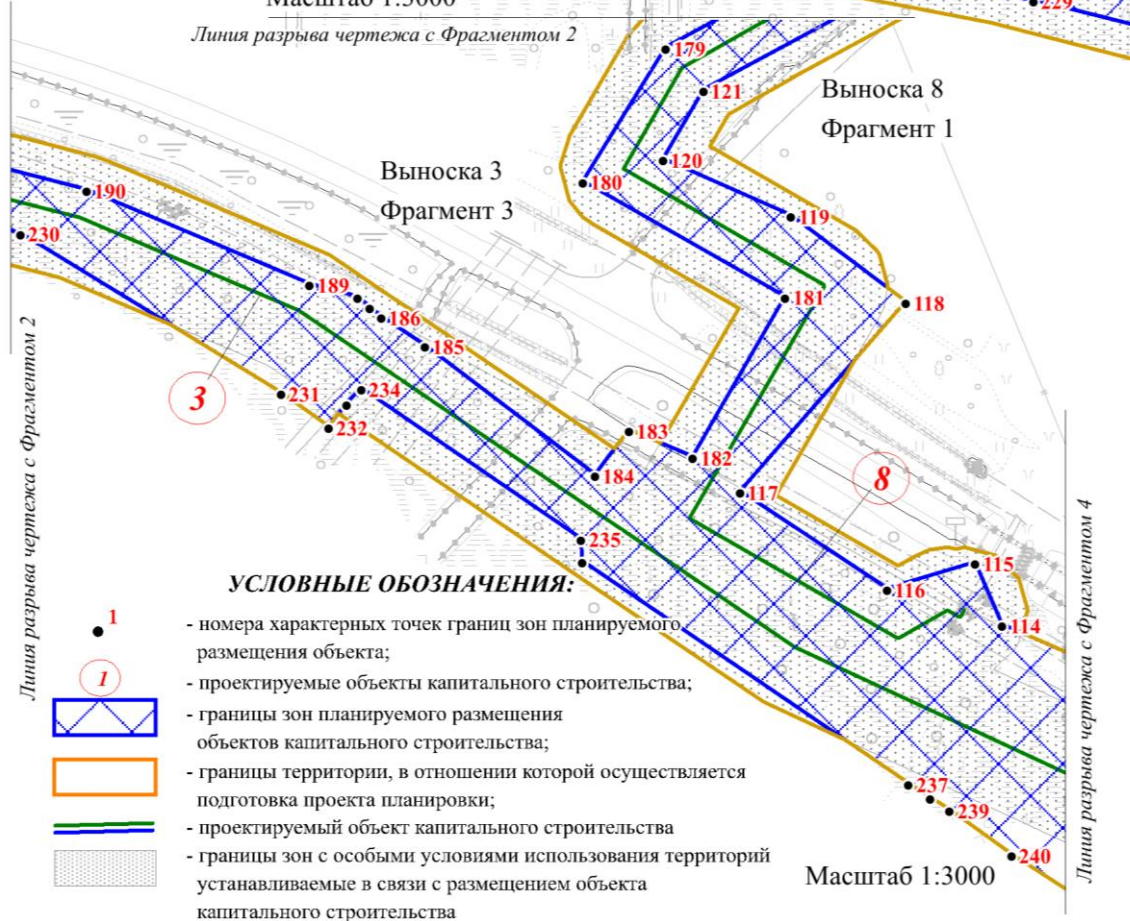 Масштаб 1:3000
229
Линия разрыва чертежа с Фрагментом 2
179
121
Выноска 8
Фрагмент 1
120
Выноска 3
Фрагмент 3
180
190
119
230
181
118
189
186
185
Линия разрыва чертежа с Фрагментом 2
3
231
234
232
183
182
184
8
117
Линия разрыва чертежа с Фрагментом 4
235
115
116
114
УСЛОВНЫЕ ОБОЗНАЧЕНИЯ:
1
- номера характерных точек границ зон планируемого
размещения объекта;
1
- проектируемые объекты капитального строительства;
- границы зон планируемого размещения
объектов капитального строительства;
- границы территории, в отношении которой осуществляется
подготовка проекта планировки;
- проектируемый объект капитального строительства
- границы зон с особыми условиями использования территорий
устанавливаемые в связи с размещением объекта
капитального строительства
237
239
240
Масштаб 1:3000